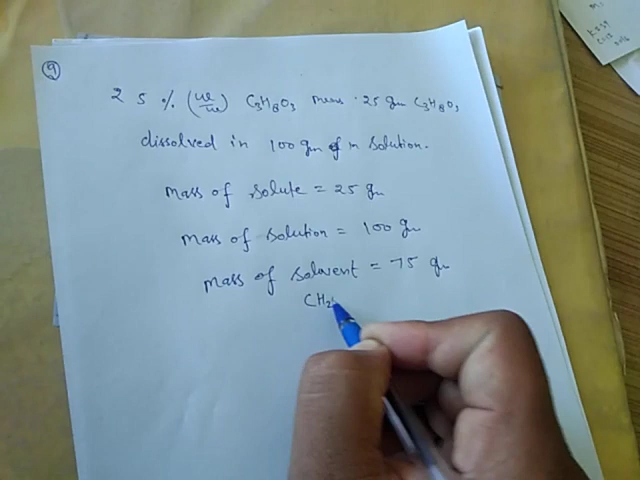 9
25 % (w/w) C3H8O3 means 25 gm C3H8O3
dissolved in 100 gm of solution.
mass of solute = 25 gm
mass of solution = 100 gm
mass of solvent = 75 gm
CH2